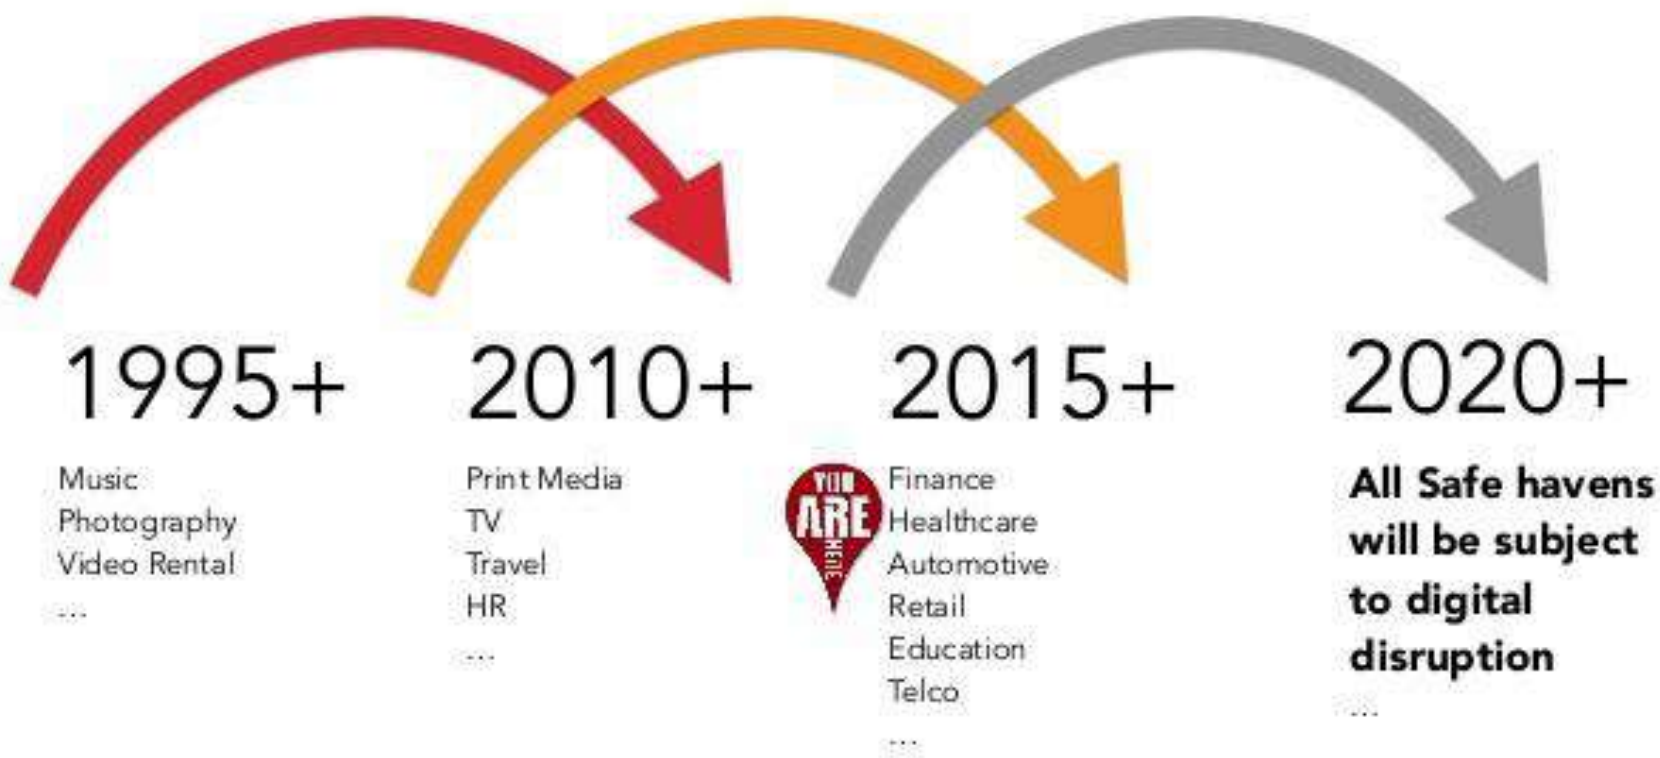 1995+
Music
Photography
Video Rental
...
2010+
Print Media
TV
Travel
HR
...
YOU
ARE
HERE
2015+
Finance
Healthcare
Automotive
Retail
Education
Telco
...
2020+
All Safe havens
will be subject
to digital
disruption
...